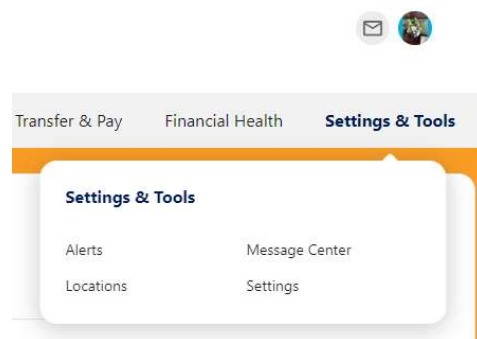 Transfer & Pay Financial Health Settings & Tools
Settings & Tools
Alerts Message Center
Locations Settings